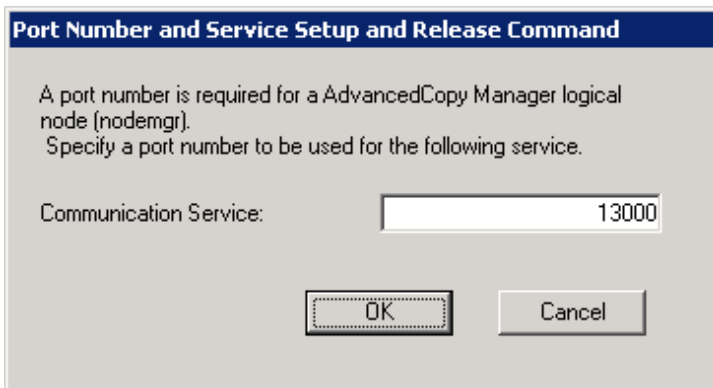 Port Number and Service Setup and Release Command
A port number is required for a AdvancedCopy Manager logical
node (nodemgr).
Specify a port number to be used for the following service.
Communication Service:
13000
OK
Cancel